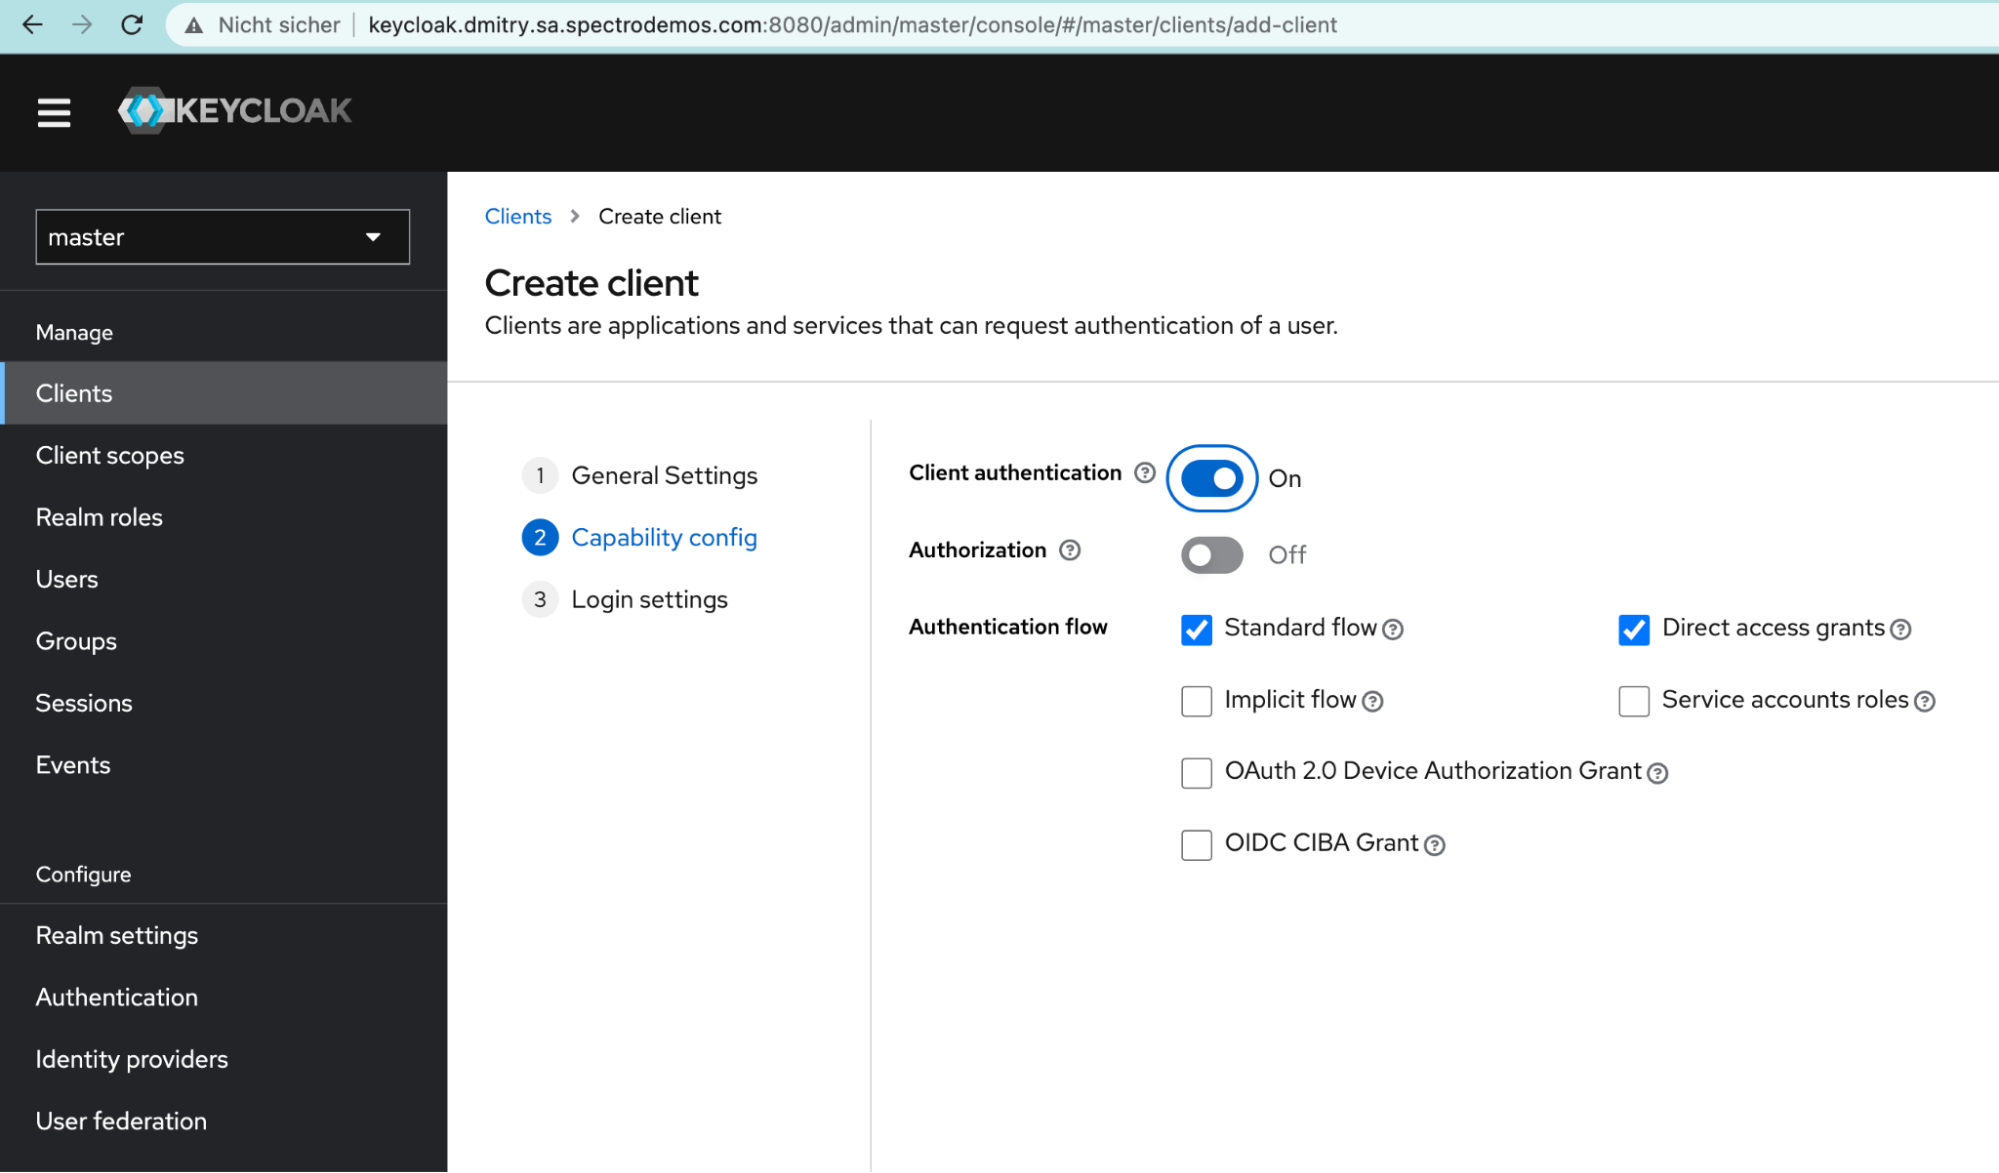 Nicht sicher keycloak.dmitry.sa.spectrodemos.com:8080/admin/master/console/#/master/clients/add-client
KEYCLOAK
master
Manage
Clients
Client scopes
Realm roles
Users
Groups
Sessions
Events
Configure
Realm settings
Authentication
Identity providers
User federation
Clients > Create client
Create client
Clients are applications and services that can request authentication of a user.
1 General Settings
2 Capability config
3 Login settings
Client authentication ? On
Authorization ? Off
Authentication flow
Standard flow ? Direct access grants ?
Implicit flow ? Service accounts roles ?
OAuth 2.0 Device Authorization Grant ?
OIDC CIBA Grant ?